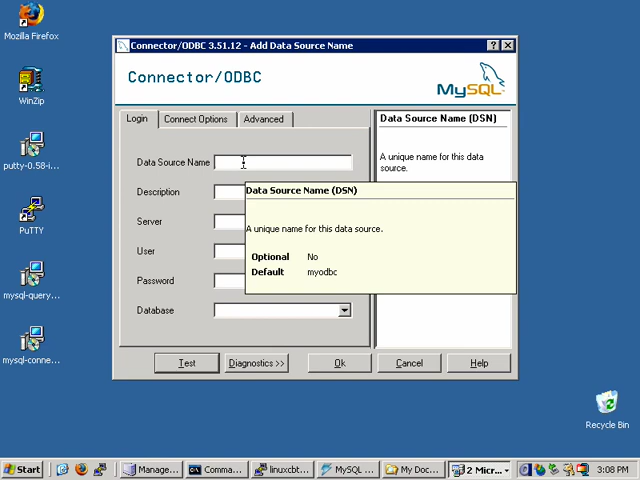 Mozilla Firefox
WinZip
putty-0.58-i...
PuTTY
mysql-query...
mysql-conne...
Recycle Bin
Connector/ODBC 3.51.12 - Add Data Source Name
Connector/ODBC
MySQL
Login
Connect Options
Advanced
Data Source Name
Description
Server
User
Password
Database
Data Source Name (DSN)
A unique name for this data
source.
Data Source Name (DSN)
A unique name for this data source.
Optional No
Default myodbc
Test
Diagnostics >>
Ok
Cancel
Help
Start
Manage...
Comma...
linuxcbt...
MySQL ...
My Doc...
2 Micr...
3:08 PM